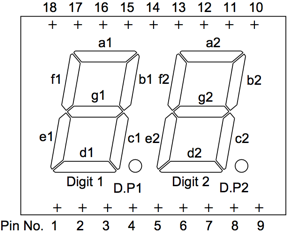 18 17 16 15 14 13 12 11 10
+ + + + + + + + +
a1 a2
f1 b1 f2 b2
g1 g2
e1 c1 e2 c2
d1 d2
Digit 1 D.P1 Digit 2 D.P2
+ + + + + + + + +
Pin No. 1 2 3 4 5 6 7 8 9